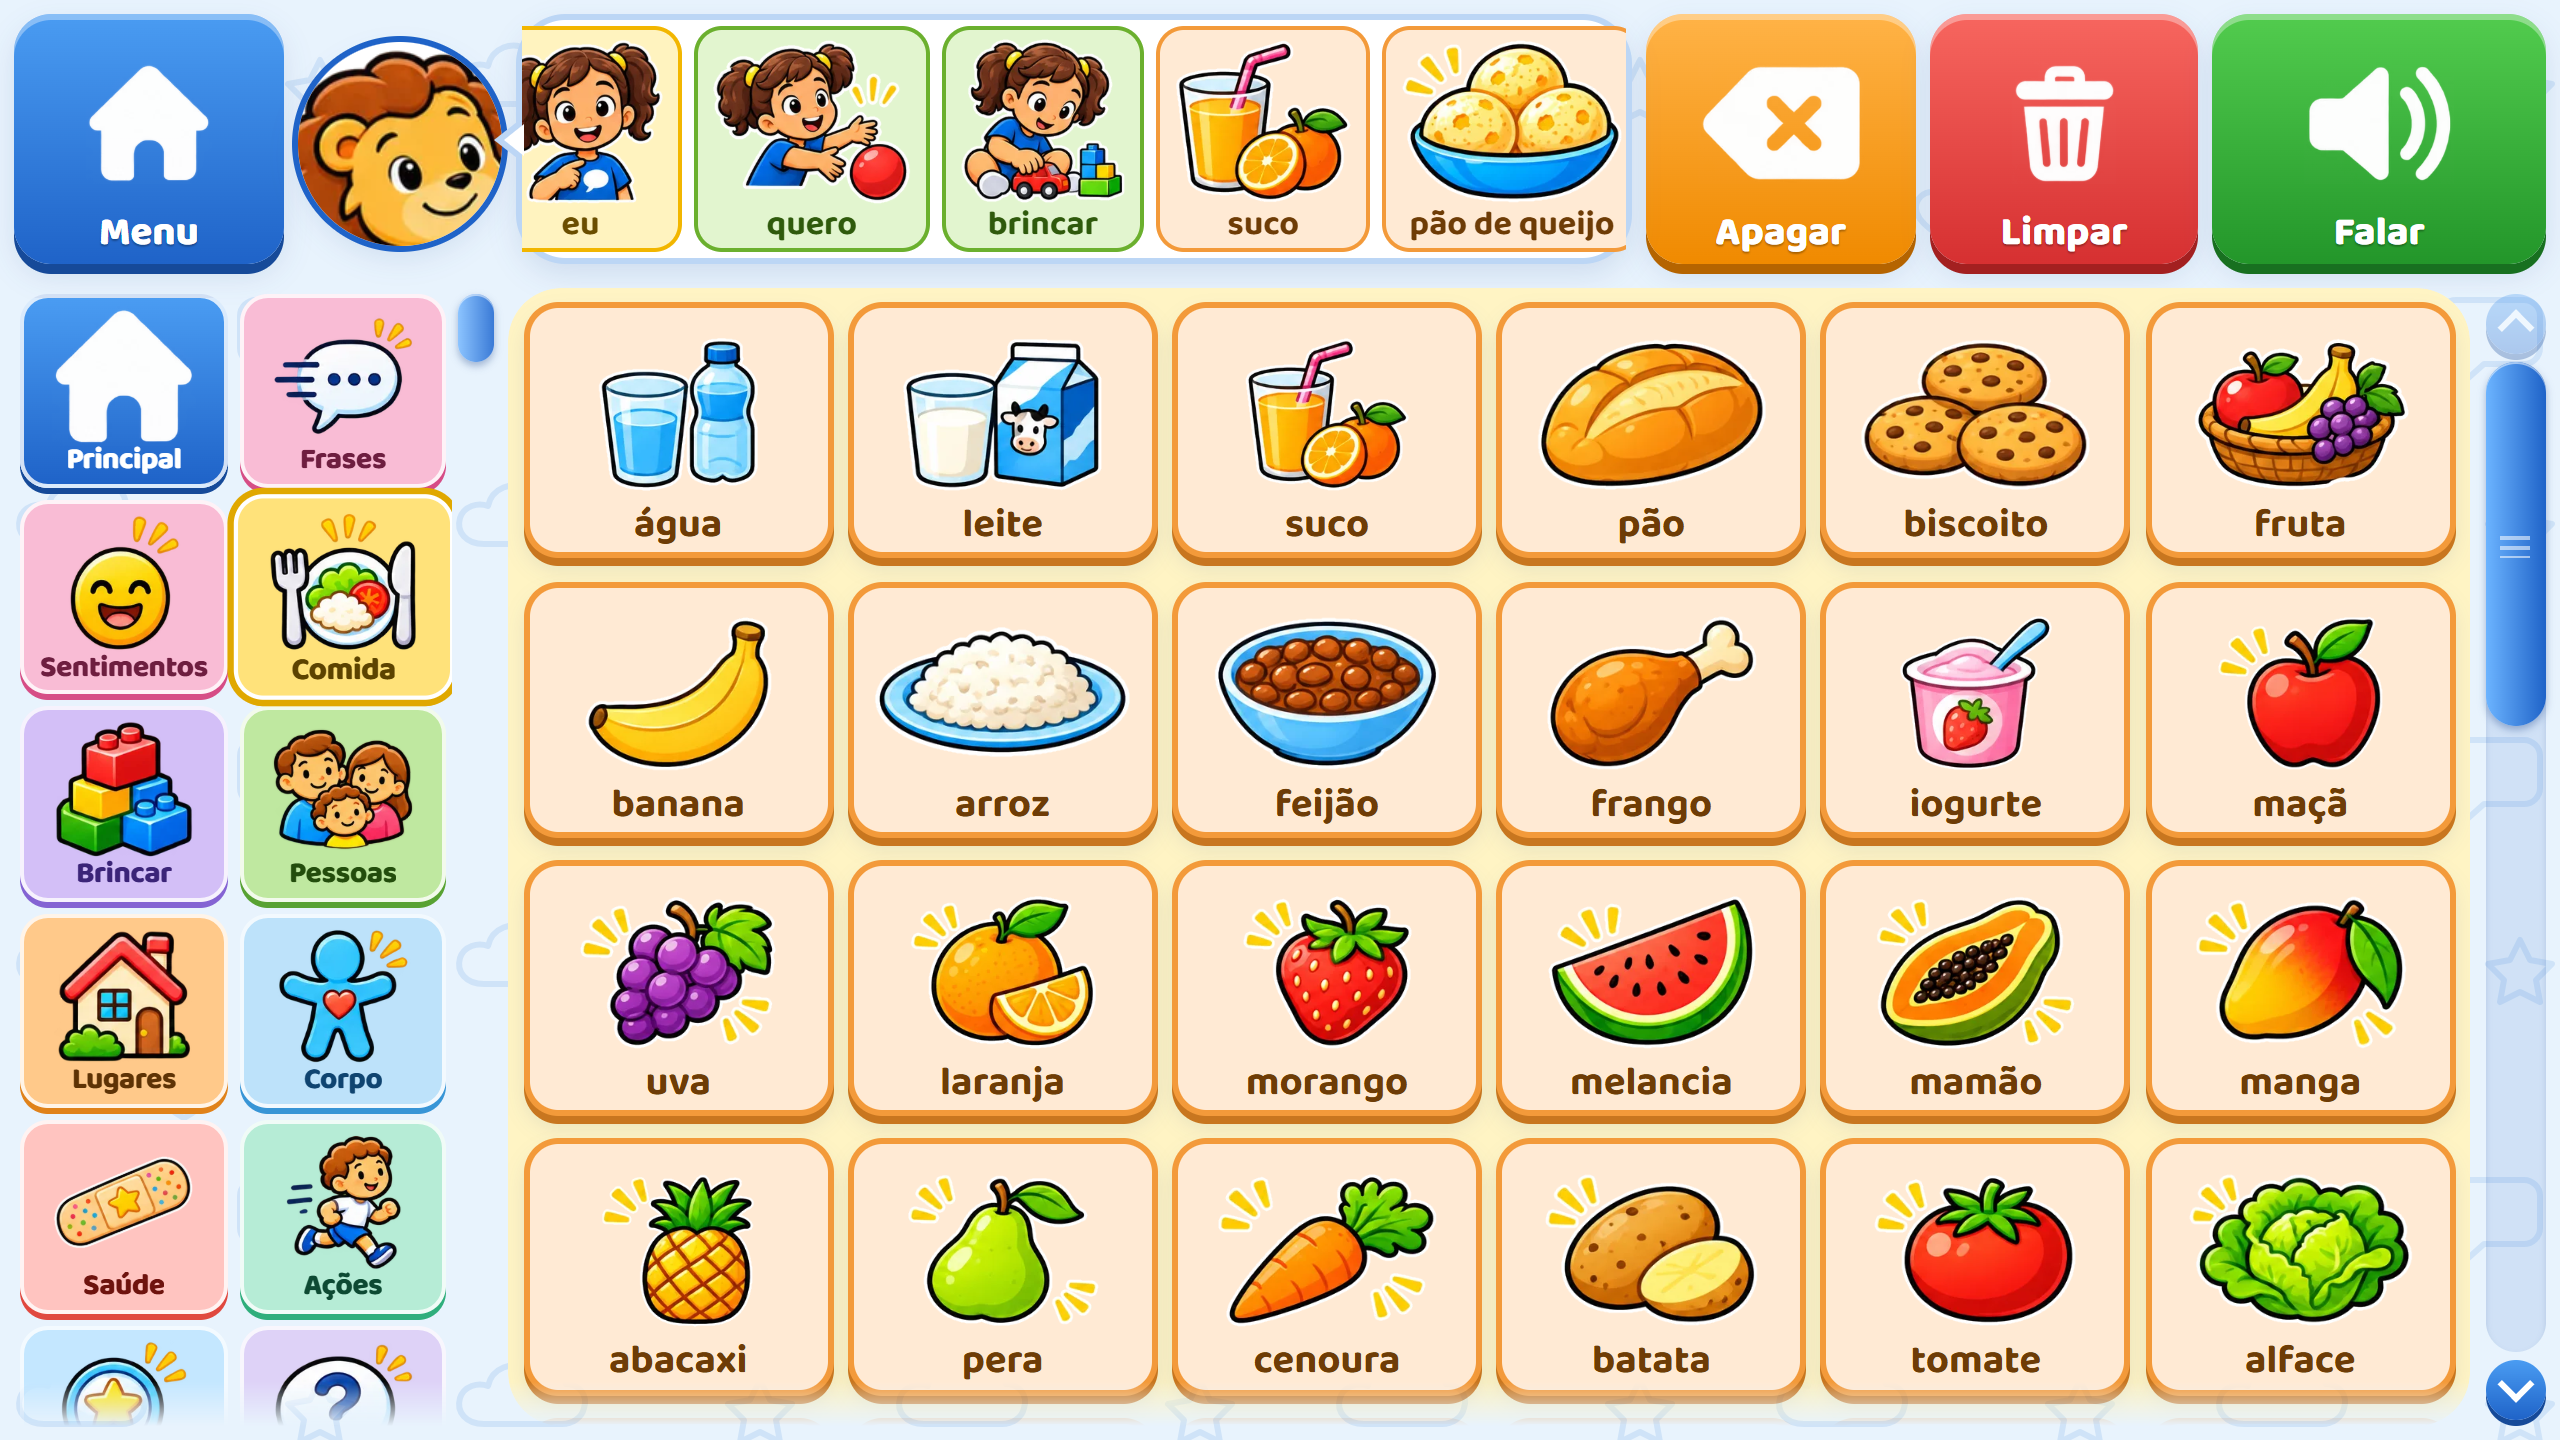 Menu
eu
quero
brincar
suco
pão de queijo
Apagar
Limpar
Falar
Principal
Frases
Sentimentos
Comida
Brincar
Pessoas
Lugares
Corpo
Saúde
Ações
?
água
leite
suco
pão
biscoito
fruta
banana
arroz
feijão
frango
iogurte
maçã
uva
laranja
morango
melancia
mamão
manga
abacaxi
pera
cenoura
batata
tomate
alface